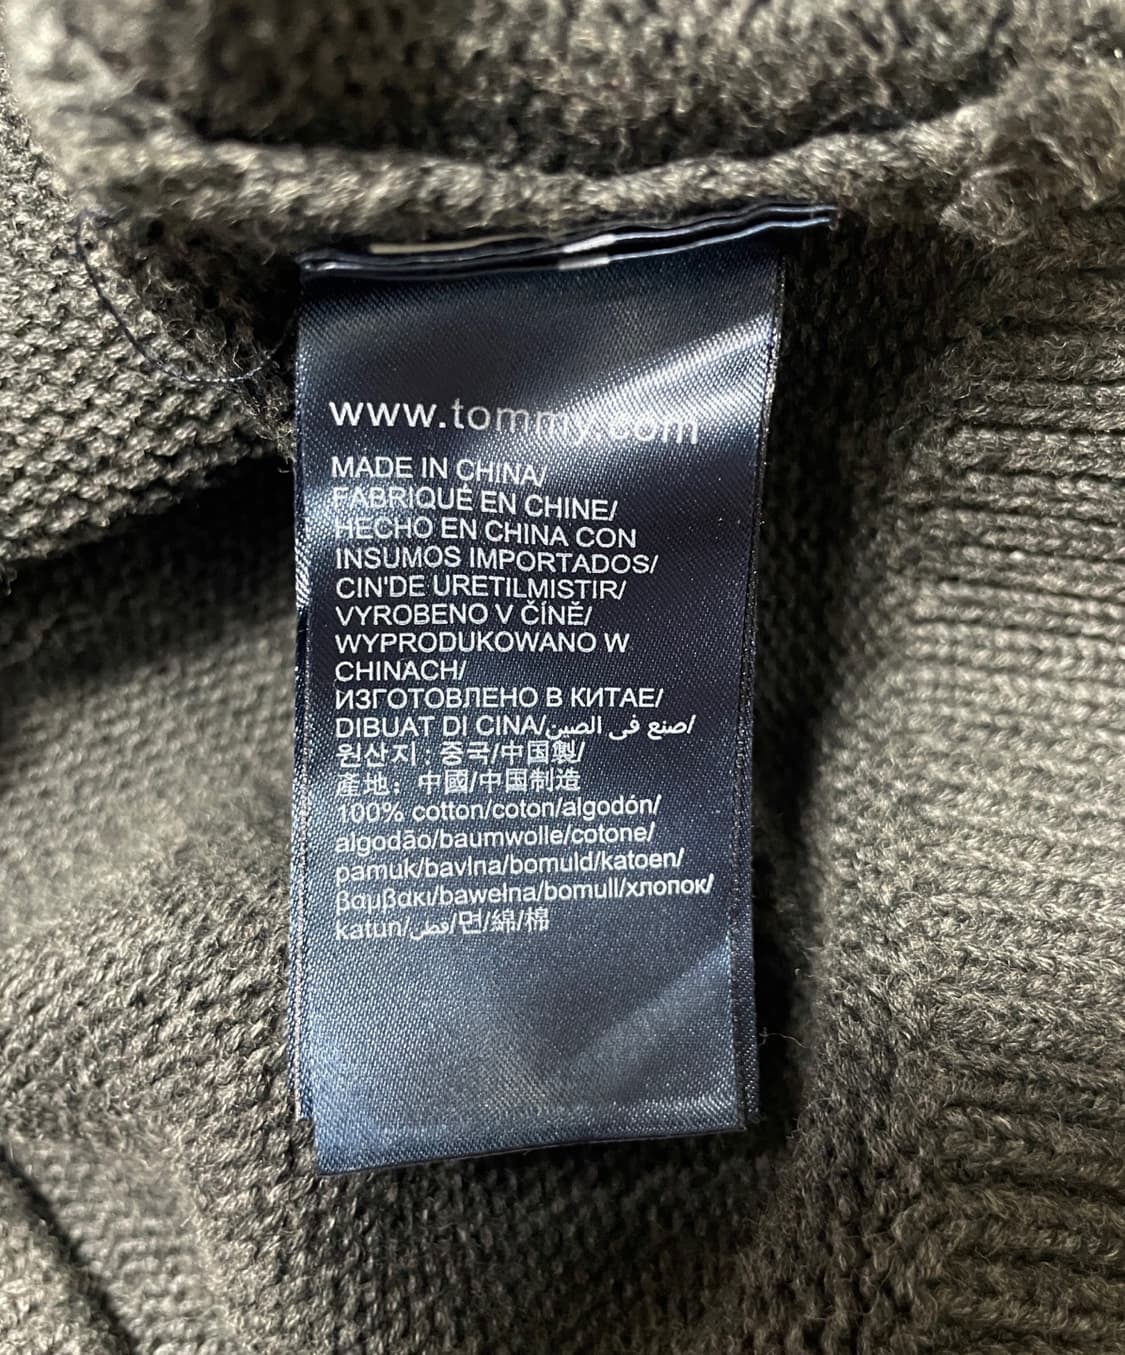 www.tommy.com
MADE IN CHINA/
FABRIQUÉ EN CHINE/
HECHO EN CHINA CON
INSUMOS IMPORTADOS/
CIN'DE URETILMISTIR/
VYROBENO V ČÍNĚ/
WYPRODUKOWANO W
CHINACH/
ИЗГОТОВЛЕНО В КИТАЕ/
DIBUAT DI CINA/صنع في الصين/
원산지 : 중국/中国製/
產地：中國/中国制造
100% cotton/coton/algodón/
algodão/baumwolle/cotone/
pamuk/bavlna/bomuld/katoen/
βαμβακι/bawełna/bomull/хлопок/
katun/قطن/면/綿/棉